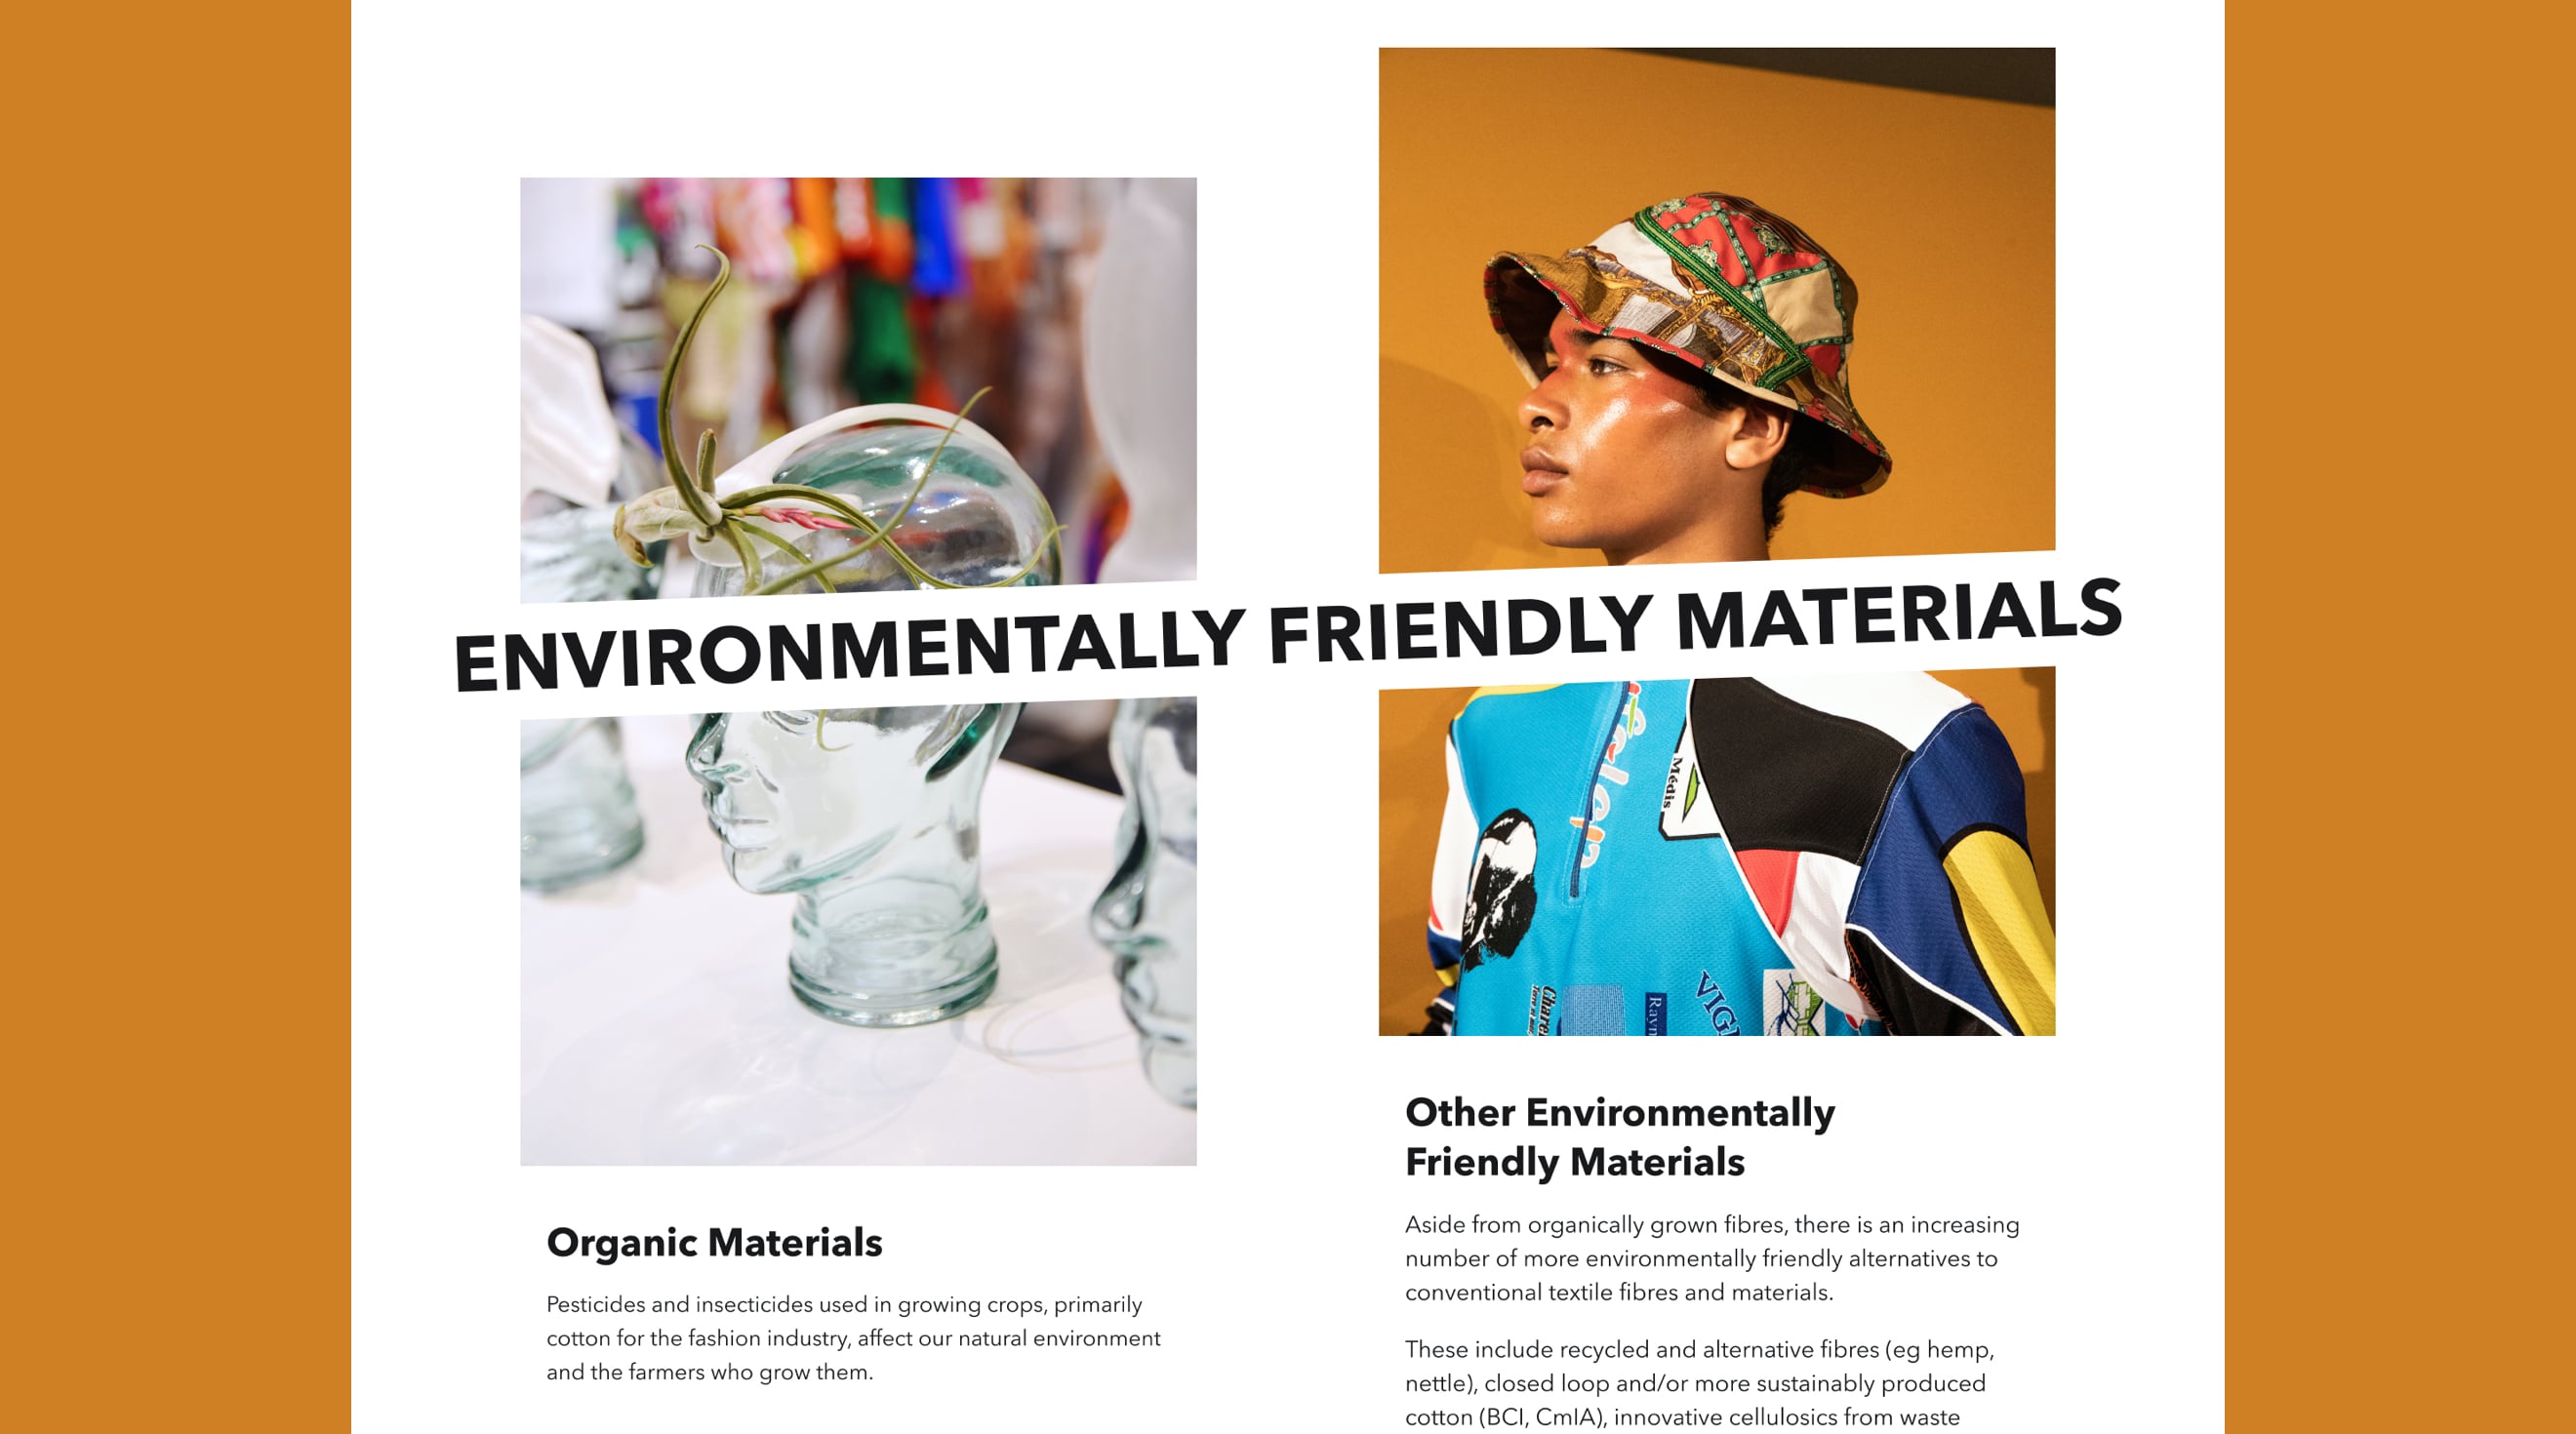 ENVIRONMENTALLY FRIENDLY MATERIALS
Médis
VIG
Organic Materials
Pesticides and insecticides used in growing crops, primarily
cotton for the fashion industry, affect our natural environment
and the farmers who grow them.
Other Environmentally
Friendly Materials
Aside from organically grown fibres, there is an increasing
number of more environmentally friendly alternatives to
conventional textile fibres and materials.
These include recycled and alternative fibres (eg hemp,
nettle), closed loop and/or more sustainably produced
cotton (BCI, CmIA), innovative cellulosics from waste